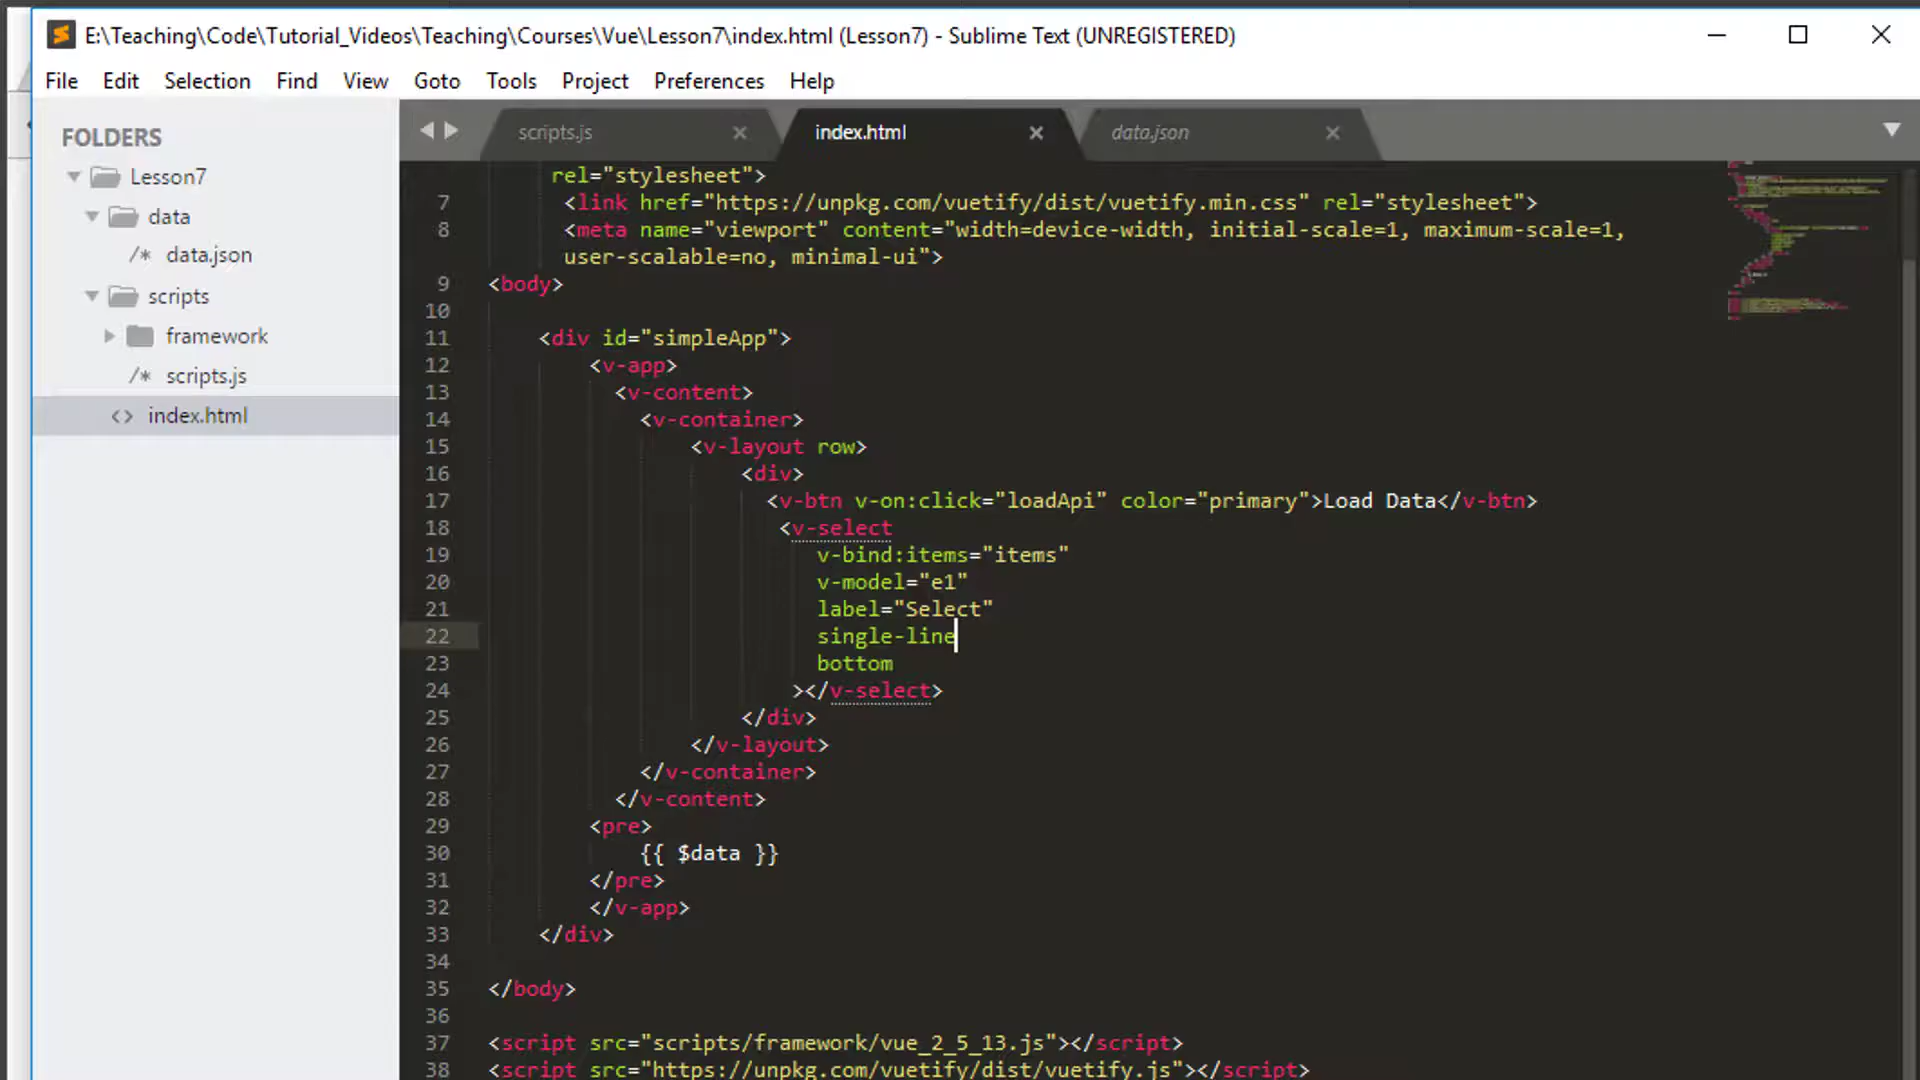 E:\Teaching\Code\Tutorial_Videos\Teaching\Courses\Vue\Lesson7\index.html (Lesson7) - Sublime Text (UNREGISTERED)
File Edit Selection Find View Goto Tools Project Preferences Help
FOLDERS
Lesson7
data
/* data.json
scripts
framework
/* scripts.js
<> index.html
scripts.js index.html data.json
rel="stylesheet">
7 <link href="https://unpkg.com/vuetify/dist/vuetify.min.css" rel="stylesheet">
8 <meta name="viewport" content="width=device-width, initial-scale=1, maximum-scale=1,
user-scalable=no, minimal-ui">
9 <body>
10
11 <div id="simpleApp">
12 <v-app>
13 <v-content>
14 <v-container>
15 <v-layout row>
16 <div>
17 <v-btn v-on:click="loadApi" color="primary">Load Data</v-btn>
18 <v-select
19 v-bind:items="items"
20 v-model="e1"
21 label="Select"
22 single-line
23 bottom
24 ></v-select>
25 </div>
26 </v-layout>
27 </v-container>
28 </v-content>
29 <pre>
30 {{ $data }}
31 </pre>
32 </v-app>
33 </div>
34
35 </body>
36
37 <script src="scripts/framework/vue_2_5_13.js"></script>
38 <script src="https://unpkg.com/vuetify/dist/vuetify.js"></script>